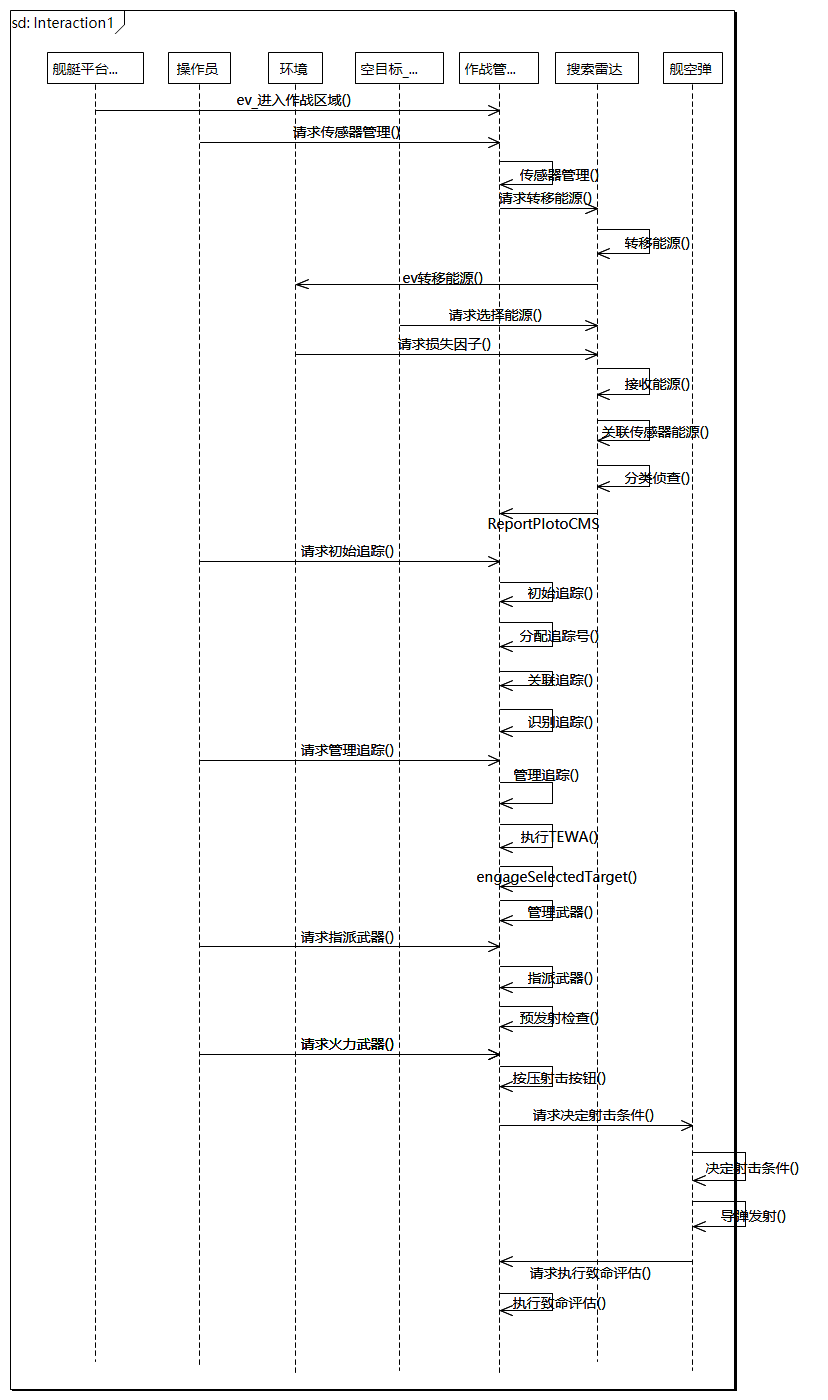 sd: Interaction1
舰艇平台...
操作员
环境
空目标_...
作战管...
搜索雷达
舰空弹
ev_进入作战区域()
请求传感器管理()
传感器管理()
请求转移能源()
转移能源()
ev转移能源()
请求选择能源()
请求损失因子()
接收能源()
关联传感器能源()
分类侦查()
ReportPlotoCMS
请求初始追踪()
初始追踪()
分配追踪号()
关联追踪()
识别追踪()
请求管理追踪()
管理追踪()
执行TEWA()
engageSelectedTarget()
管理武器()
请求指派武器()
指派武器()
预发射检查()
请求火力武器()
按压射击按钮()
请求决定射击条件()
决定射击条件()
导弹发射()
请求执行致命评估()
执行致命评估()